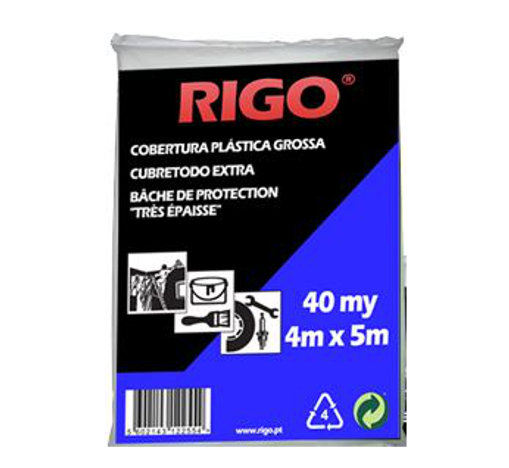 RIGO®
COBERTURA PLÁSTICA GROSSA
CUBRETODO EXTRA
BÂCHE DE PROTECTION
"TRÈS ÉPAISSE"
40 my
4m x 5m
4
www.rigo.pt